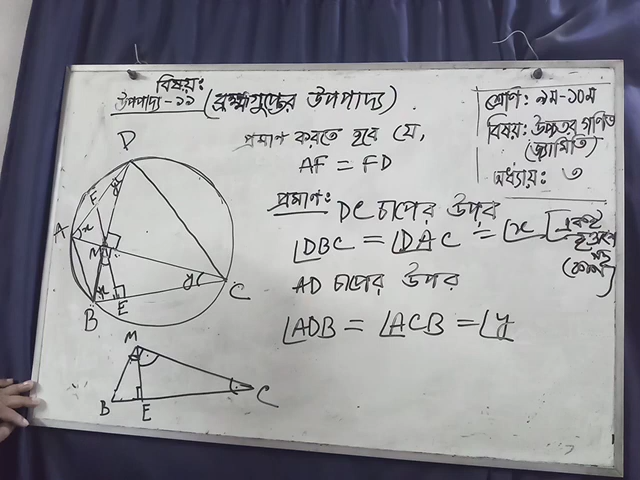 বিষয়:
উপপাদ্য-১১ (ব্রহ্মগুপ্তের উপপাদ্য)
শ্রেণি: ৯ম-১০ম
বিষয়: উচ্চতর গণিত
(জ্যামিতি)
অধ্যায়: ৩
প্রমাণ করতে হবে যে,
AF = FD
প্রমাণ: DC চাপের উপর
∠DBC = ∠DAC = ∠x [একই
AD চাপের উপর
∠ADB = ∠ACB = ∠y
D
F
y
A
x
M
x
y
B
E
C
M
B
E
C